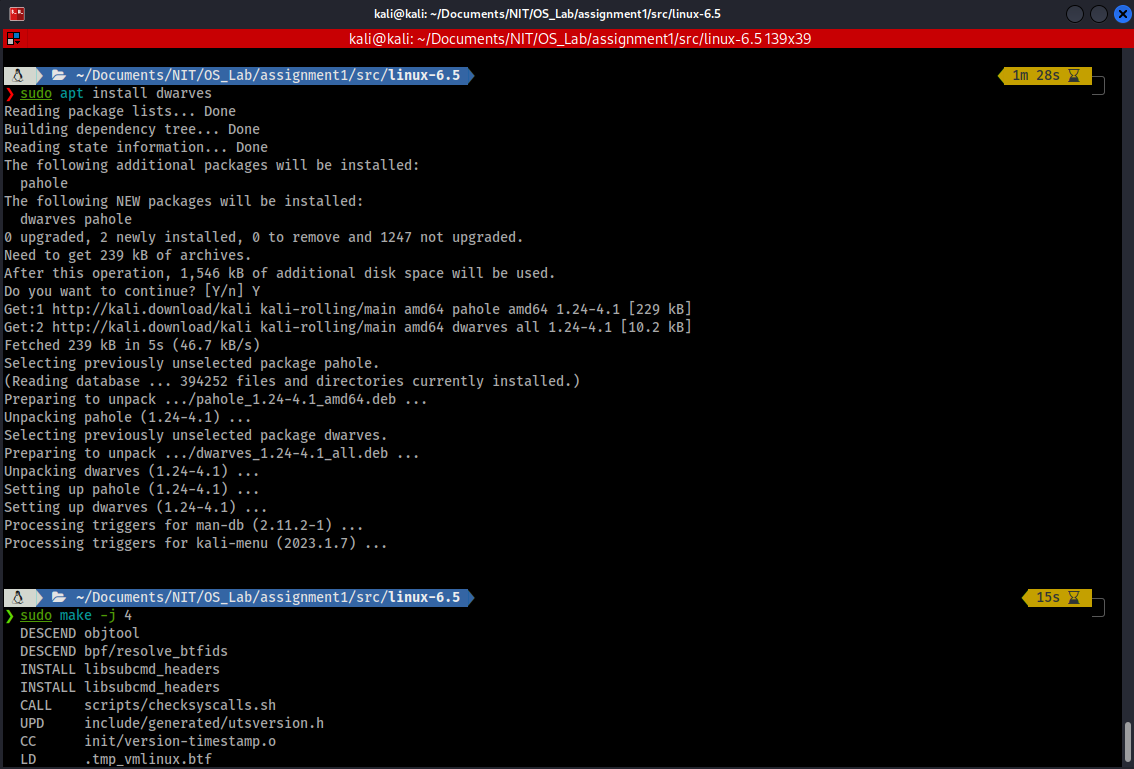 kali@kali: ~/Documents/NIT/OS_Lab/assignment1/src/linux-6.5
kali@kali: ~/Documents/NIT/OS_Lab/assignment1/src/linux-6.5 139x39
~/Documents/NIT/OS_Lab/assignment1/src/linux-6.5 1m 28s
❯ sudo apt install dwarves
Reading package lists... Done
Building dependency tree... Done
Reading state information... Done
The following additional packages will be installed:
  pahole
The following NEW packages will be installed:
  dwarves pahole
0 upgraded, 2 newly installed, 0 to remove and 1247 not upgraded.
Need to get 239 kB of archives.
After this operation, 1,546 kB of additional disk space will be used.
Do you want to continue? [Y/n] Y
Get:1 http://kali.download/kali kali-rolling/main amd64 pahole amd64 1.24-4.1 [229 kB]
Get:2 http://kali.download/kali kali-rolling/main amd64 dwarves all 1.24-4.1 [10.2 kB]
Fetched 239 kB in 5s (46.7 kB/s)
Selecting previously unselected package pahole.
(Reading database ... 394252 files and directories currently installed.)
Preparing to unpack .../pahole_1.24-4.1_amd64.deb ...
Unpacking pahole (1.24-4.1) ...
Selecting previously unselected package dwarves.
Preparing to unpack .../dwarves_1.24-4.1_all.deb ...
Unpacking dwarves (1.24-4.1) ...
Setting up pahole (1.24-4.1) ...
Setting up dwarves (1.24-4.1) ...
Processing triggers for man-db (2.11.2-1) ...
Processing triggers for kali-menu (2023.1.7) ...
~/Documents/NIT/OS_Lab/assignment1/src/linux-6.5 15s
❯ sudo make -j 4
  DESCEND objtool
  DESCEND bpf/resolve_btfids
  INSTALL libsubcmd_headers
  INSTALL libsubcmd_headers
  CALL    scripts/checksyscalls.sh
  UPD     include/generated/utsversion.h
  CC      init/version-timestamp.o
  LD      .tmp_vmlinux.btf